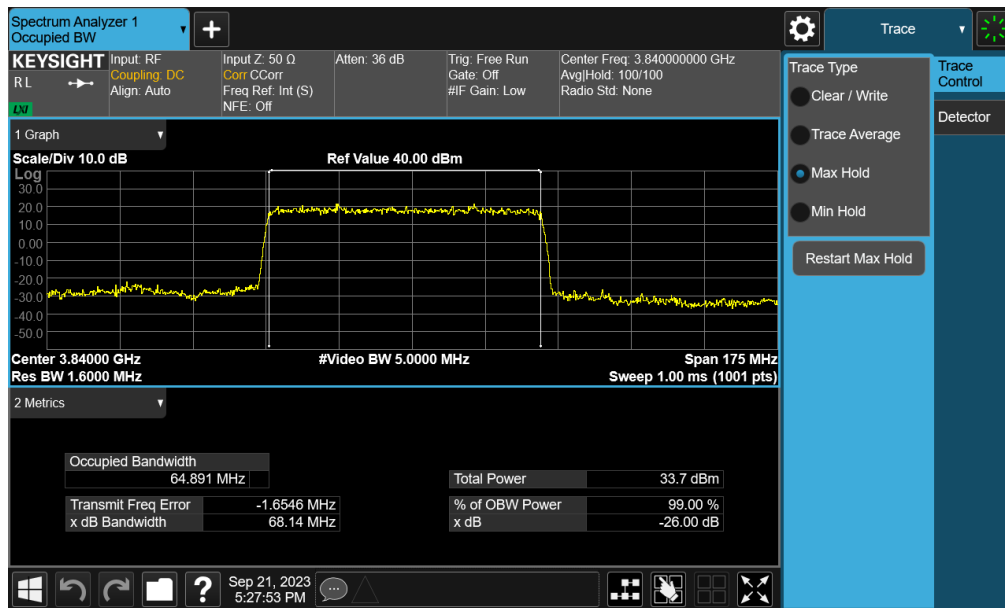 Spectrum Analyzer 1
Occupied BW
Trace
KEYSIGHT
RL
LXI
Input: RF
Coupling: DC
Align: Auto
Input Z: 50 Ω
Corr CCorr
Freq Ref: Int (S)
NFE: Off
Atten: 36 dB
Trig: Free Run
Gate: Off
#IF Gain: Low
Center Freq: 3.840000000 GHz
Avg|Hold: 100/100
Radio Std: None
Trace Type
Clear / Write
Trace Average
Max Hold
Min Hold
Restart Max Hold
Trace
Control
Detector
1 Graph
Scale/Div 10.0 dB
Ref Value 40.00 dBm
Log
30.0
20.0
10.0
0.00
-10.0
-20.0
-30.0
-40.0
-50.0
Center 3.84000 GHz
#Video BW 5.0000 MHz
Span 175 MHz
Res BW 1.6000 MHz
Sweep 1.00 ms (1001 pts)
2 Metrics
Occupied Bandwidth
64.891 MHz
Total Power 33.7 dBm
Transmit Freq Error -1.6546 MHz
% of OBW Power 99.00 %
x dB Bandwidth 68.14 MHz
x dB -26.00 dB
?
Sep 21, 2023
5:27:53 PM